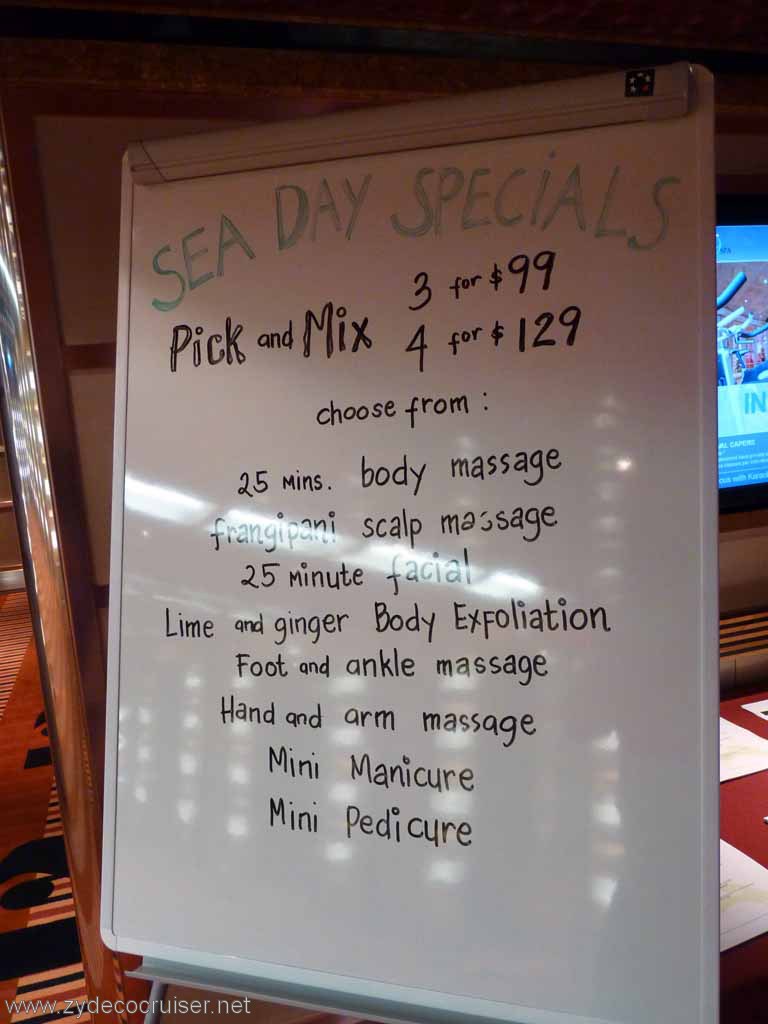 SEA DAY SPECIALS
Pick and Mix 3 for $99
4 for $129
choose from :
25 Mins. body massage
frangipani scalp massage
25 Minute facial
Lime and ginger Body Exfoliation
Foot and ankle massage
Hand and arm massage
Mini Manicure
Mini Pedicure
SPA
IN
www.zydecocruiser.net